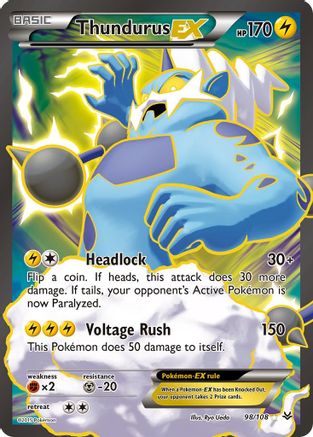 BASIC Thundurus EX HP170
Headlock 30+
Flip a coin. If heads, this attack does 30 more
damage. If tails, your opponent's Active Pokémon
is now Paralyzed.
Voltage Rush 150
This Pokémon does 50 damage to itself.
weakness resistance
×2 -20
Pokémon-EX rule
When a Pokémon-EX has been Knocked Out,
your opponent takes 2 Prize cards.
retreat
©2015 Pokémon Illus. Ryo Ueda 98/108